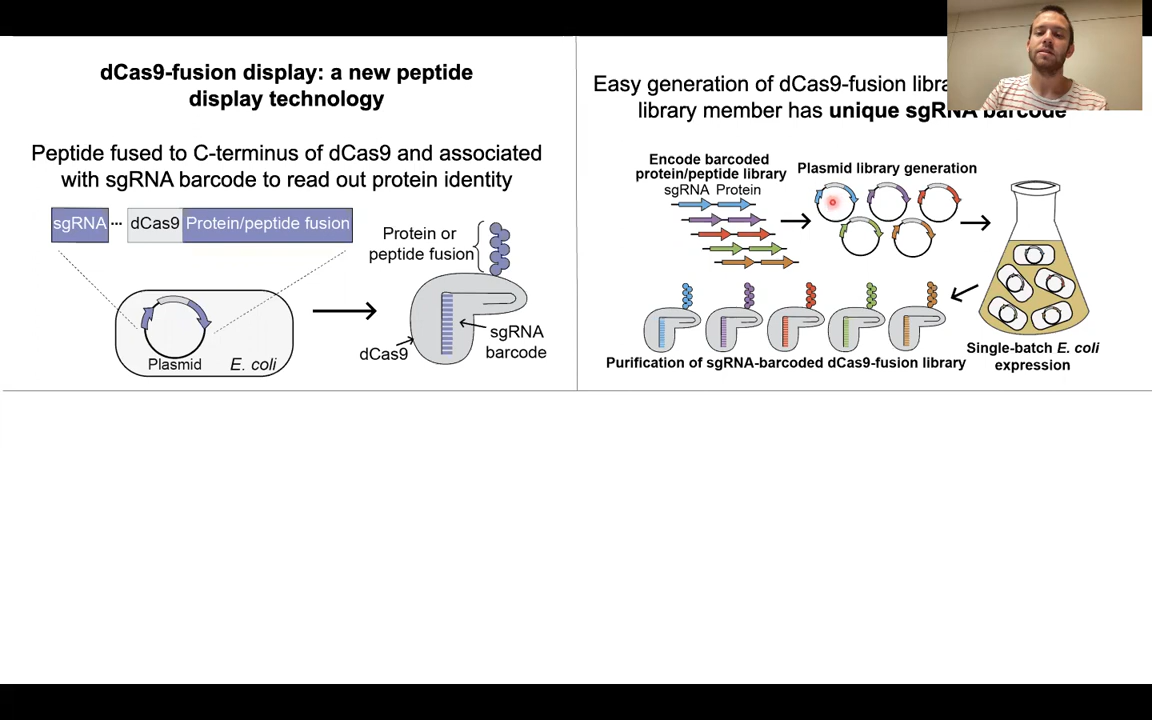 dCas9-fusion display: a new peptide
display technology
Peptide fused to C-terminus of dCas9 and associated
with sgRNA barcode to read out protein identity
sgRNA ... dCas9 Protein/peptide fusion
Plasmid
E. coli
Protein or
peptide fusion
sgRNA
barcode
dCas9
Easy generation of dCas9-fusion
library member has unique sgRNA barcode
Encode barcoded
protein/peptide library
sgRNA Protein
Plasmid library generation
Single-batch E. coli
expression
Purification of sgRNA-barcoded dCas9-fusion library